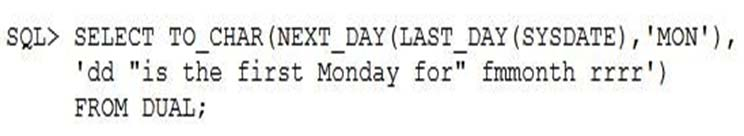 SQL> SELECT TO_CHAR(NEXT_DAY(LAST_DAY(SYSDATE),'MON'),
'dd "is the first Monday for" fmmonth rrrr')
FROM DUAL;